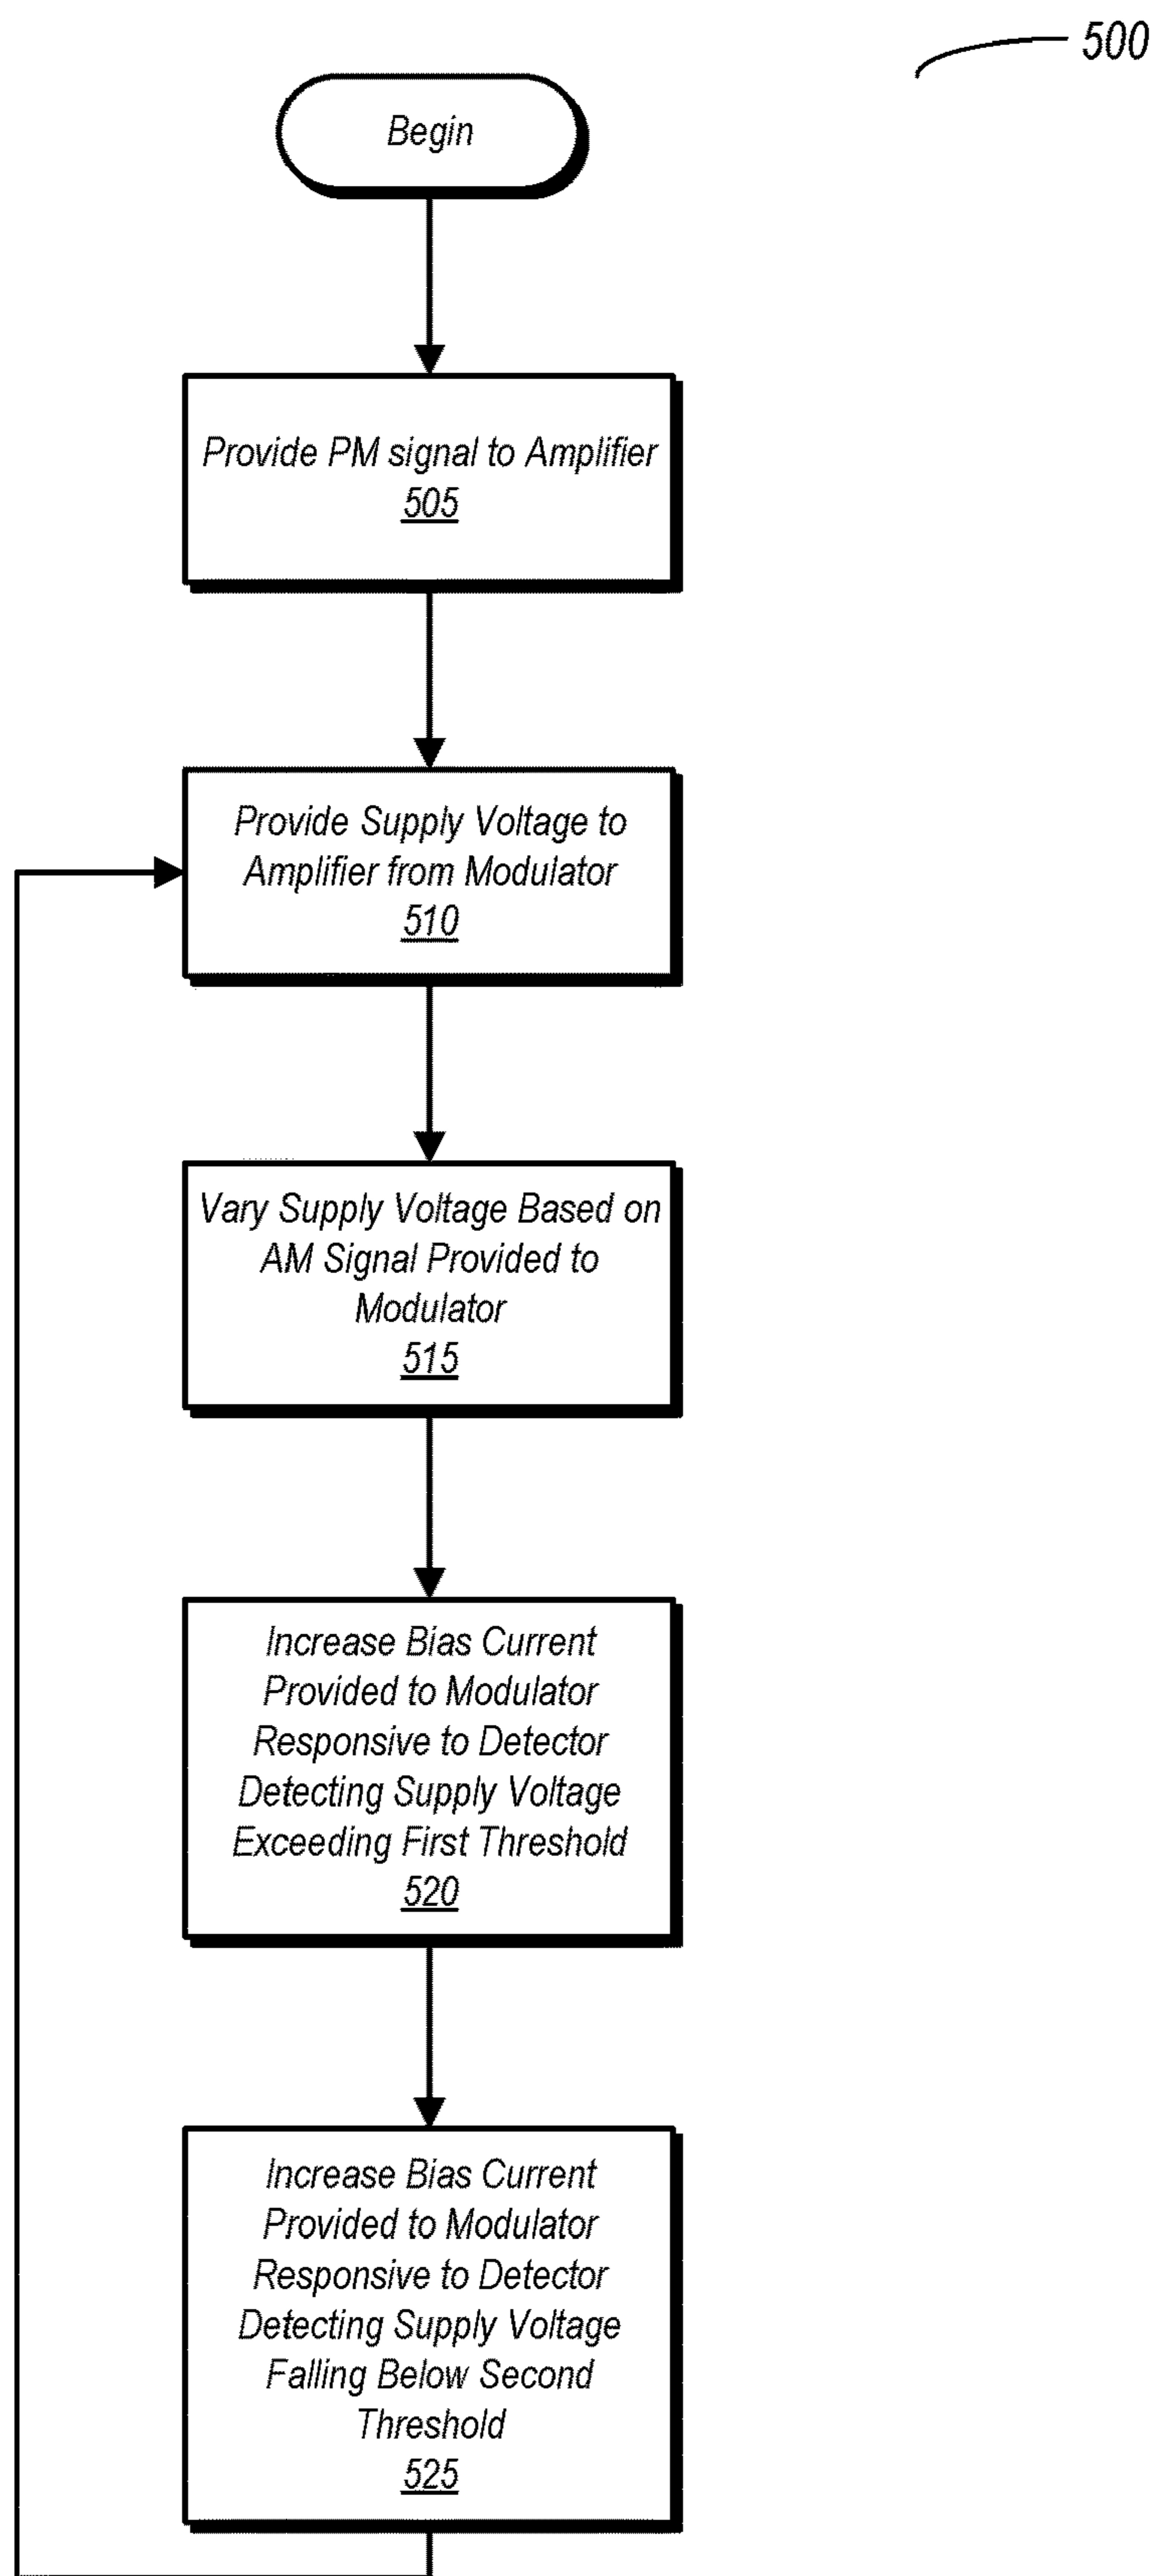 500
Begin
Provide PM signal to Amplifier
505
Provide Supply Voltage to
Amplifier from Modulator
510
Vary Supply Voltage Based on
AM Signal Provided to
Modulator
515
Increase Bias Current
Provided to Modulator
Responsive to Detector
Detecting Supply Voltage
Exceeding First Threshold
520
Increase Bias Current
Provided to Modulator
Responsive to Detector
Detecting Supply Voltage
Falling Below Second
Threshold
525